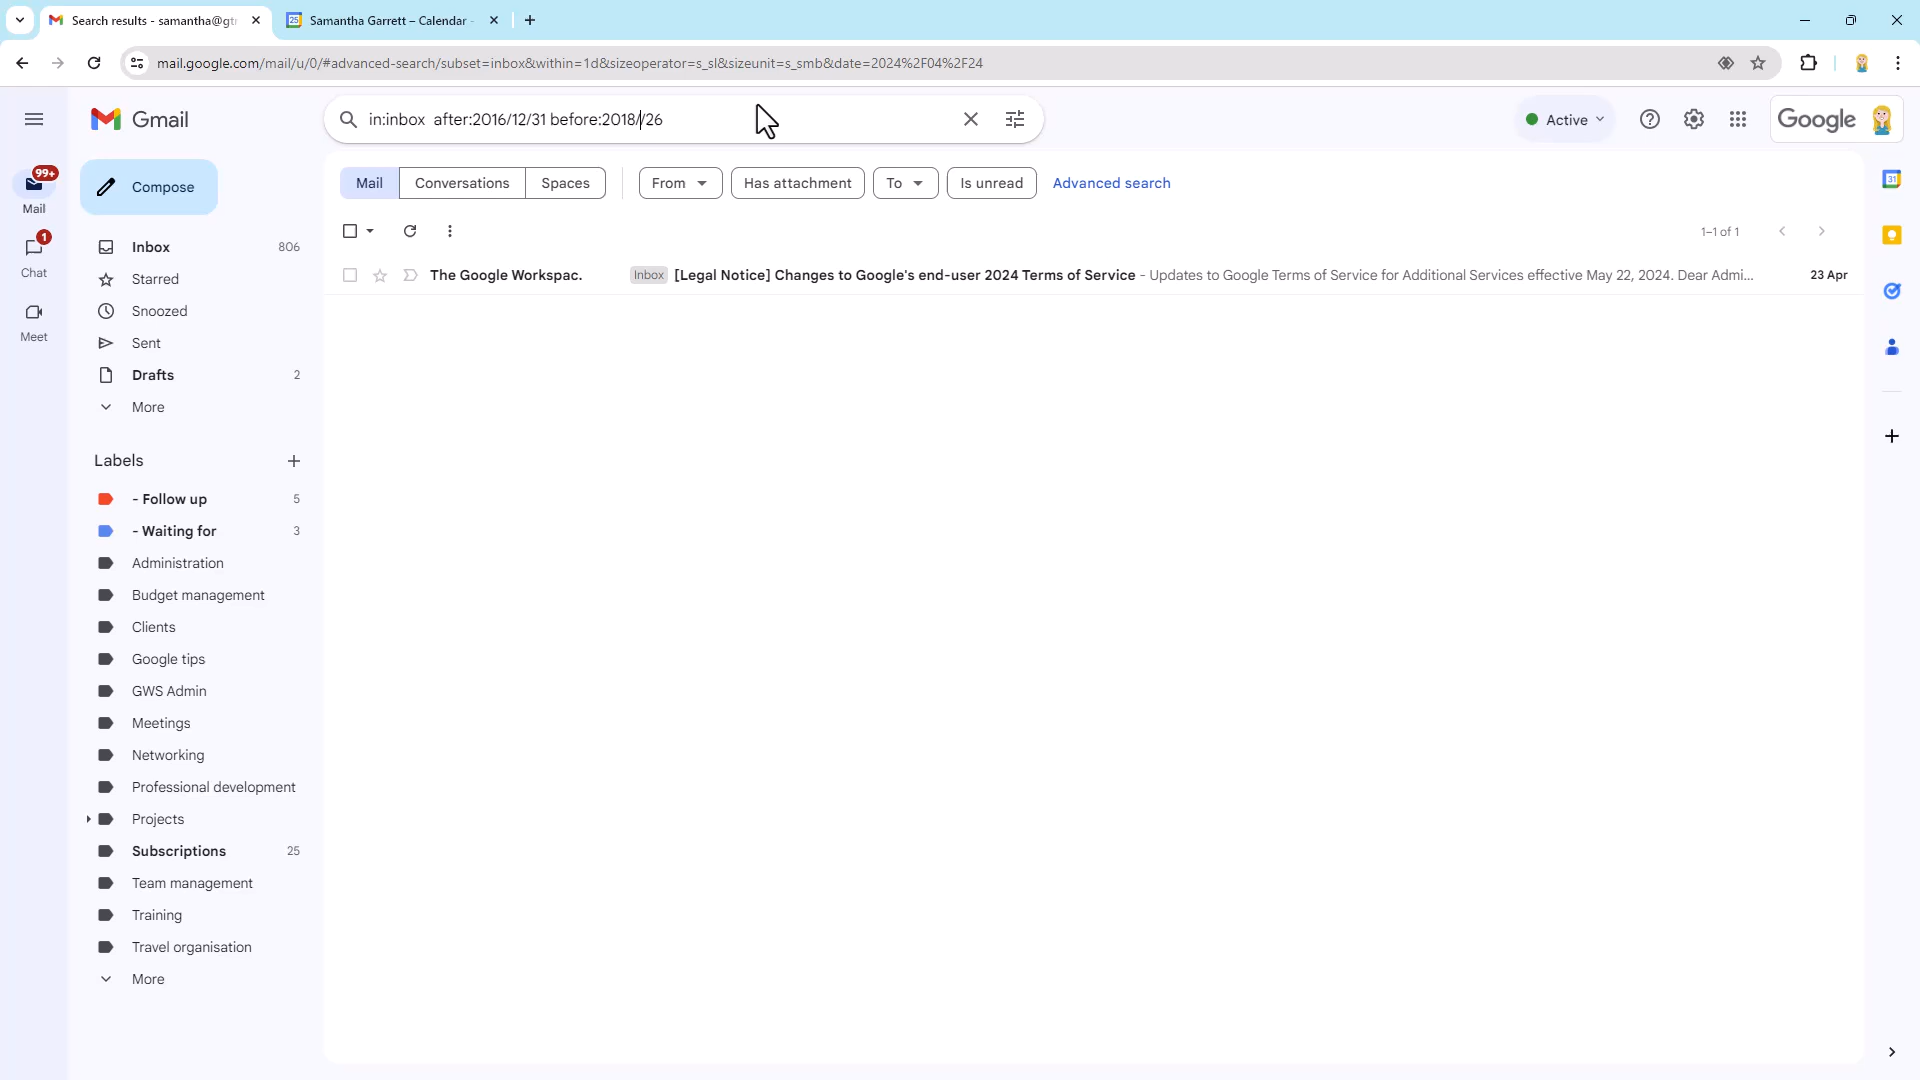 Search results - samantha@gtr
Samantha Garrett – Calendar -
mail.google.com/mail/u/0/#advanced-search/subset=inbox&within=1d&sizeoperator=s_sl&sizeunit=s_smb&date=2024%2F04%2F24
Gmail
in:inbox after:2016/12/31 before:2018//26
Active
Google
99+
Mail
1
Chat
Meet
Compose
Inbox 806
Starred
Snoozed
Sent
Drafts 2
More
Labels
- Follow up 5
- Waiting for 3
Administration
Budget management
Clients
Google tips
GWS Admin
Meetings
Networking
Professional development
Projects
Subscriptions 25
Team management
Training
Travel organisation
More
Mail Conversations Spaces From Has attachment To Is unread Advanced search
1–1 of 1
The Google Workspac. Inbox [Legal Notice] Changes to Google's end-user 2024 Terms of Service - Updates to Google Terms of Service for Additional Services effective May 22, 2024. Dear Admi... 23 Apr
31